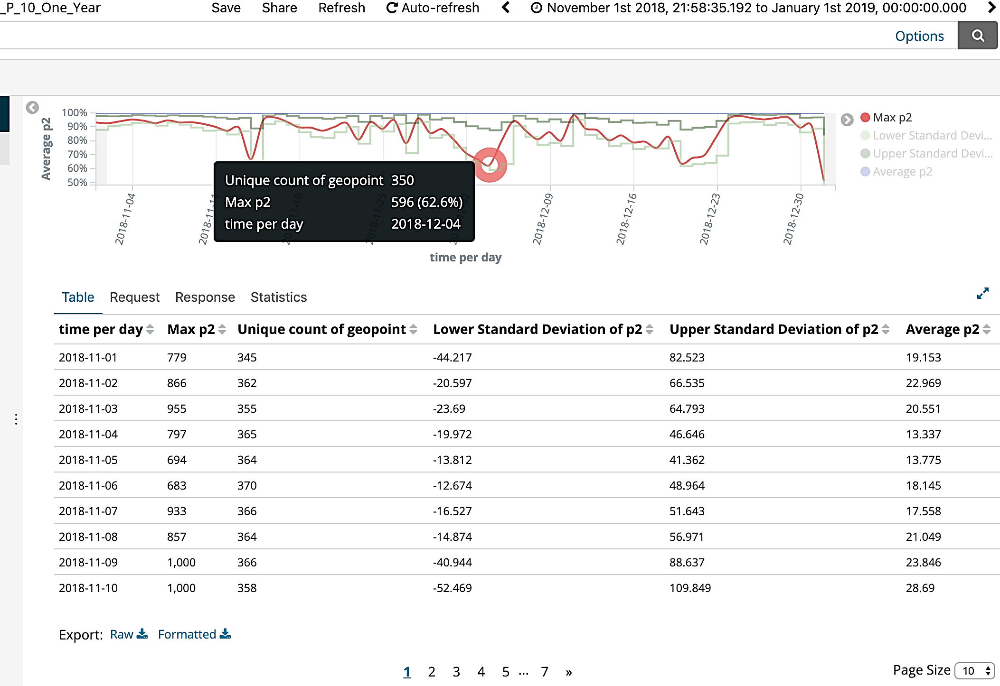 _P_10_One_Year Save Share Refresh Auto-refresh November 1st 2018, 21:58:35.192 to January 1st 2019, 00:00:00.000
Options
Average p2
100%
90%
80%
70%
60%
50%
Max p2
Lower Standard Devi...
Upper Standard Devi...
Average p2
Unique count of geopoint 350
Max p2 596 (62.6%)
time per day 2018-12-04
2018-11-04 2018-11-11 2018-11-18 2018-11-25 2018-12-02 2018-12-09 2018-12-16 2018-12-23 2018-12-30
time per day
Table Request Response Statistics
time per day Max p2 Unique count of geopoint Lower Standard Deviation of p2 Upper Standard Deviation of p2 Average p2
2018-11-01 779 345 -44.217 82.523 19.153
2018-11-02 866 362 -20.597 66.535 22.969
2018-11-03 955 355 -23.69 64.793 20.551
2018-11-04 797 365 -19.972 46.646 13.337
2018-11-05 694 364 -13.812 41.362 13.775
2018-11-06 683 370 -12.674 48.964 18.145
2018-11-07 933 366 -16.527 51.643 17.558
2018-11-08 857 364 -14.874 56.971 21.049
2018-11-09 1,000 366 -40.944 88.637 23.846
2018-11-10 1,000 358 -52.469 109.849 28.69
Export: Raw Formatted
1 2 3 4 5 ... 7 »
Page Size 10